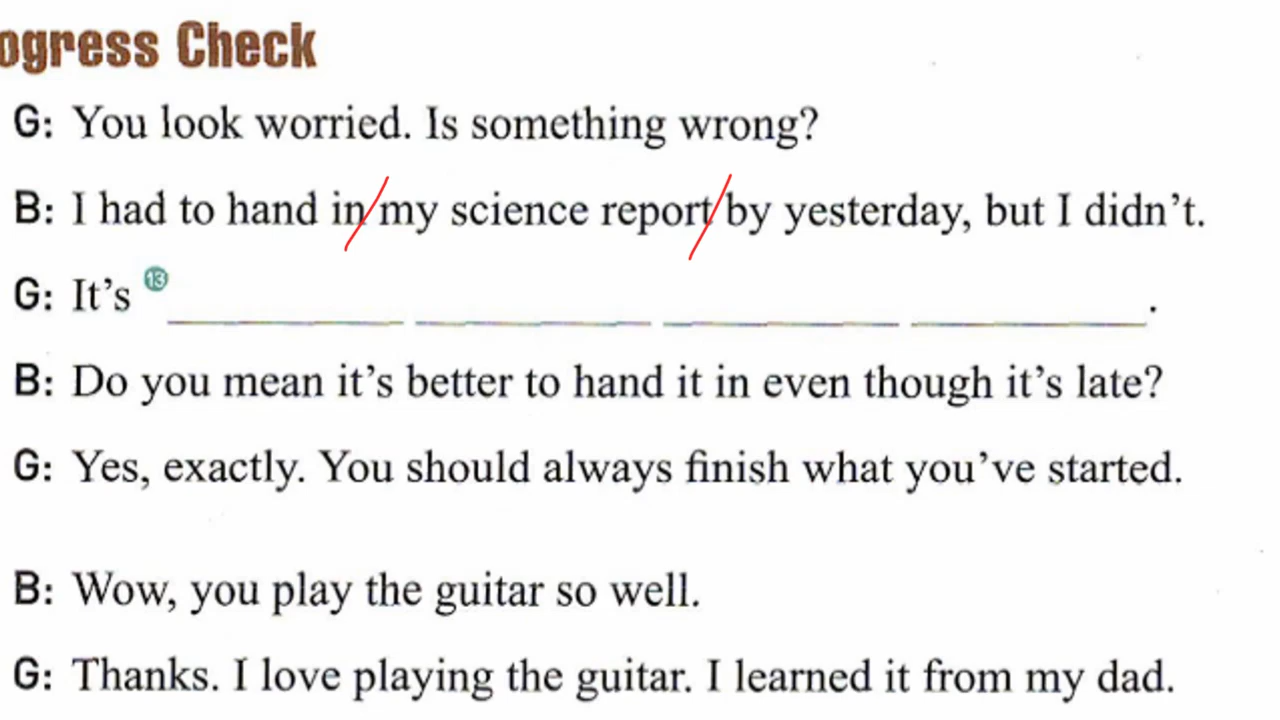 ogress Check
G: You look worried. Is something wrong?
B: I had to hand in my science report by yesterday, but I didn't.
G: It's ⑬ ________ ________ ________ ________ .
B: Do you mean it's better to hand it in even though it's late?
G: Yes, exactly. You should always finish what you've started.
B: Wow, you play the guitar so well.
G: Thanks. I love playing the guitar. I learned it from my dad.